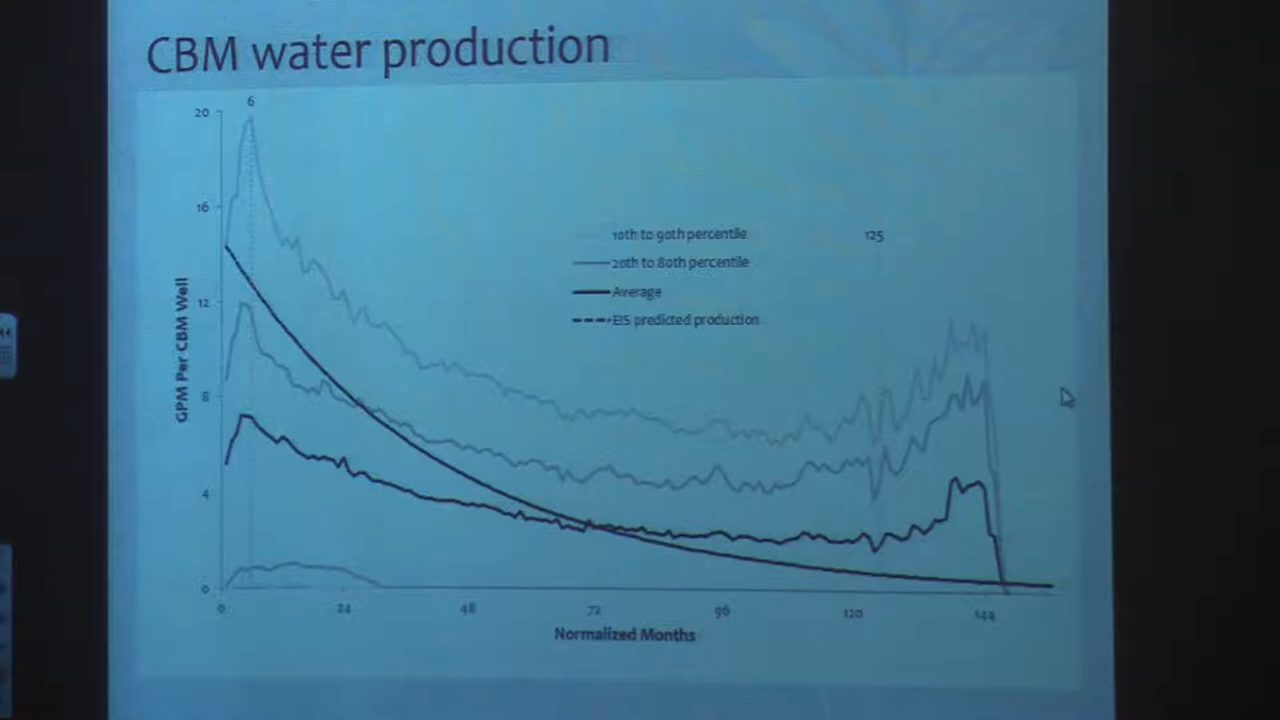 CBM water production
6
20
16
12
8
4
0
GPM Per CBM Well
10th to 90th percentile
125
20th to 80th percentile
Average
EIS predicted production
0 24 48 72 96 120 144
Normalized Months